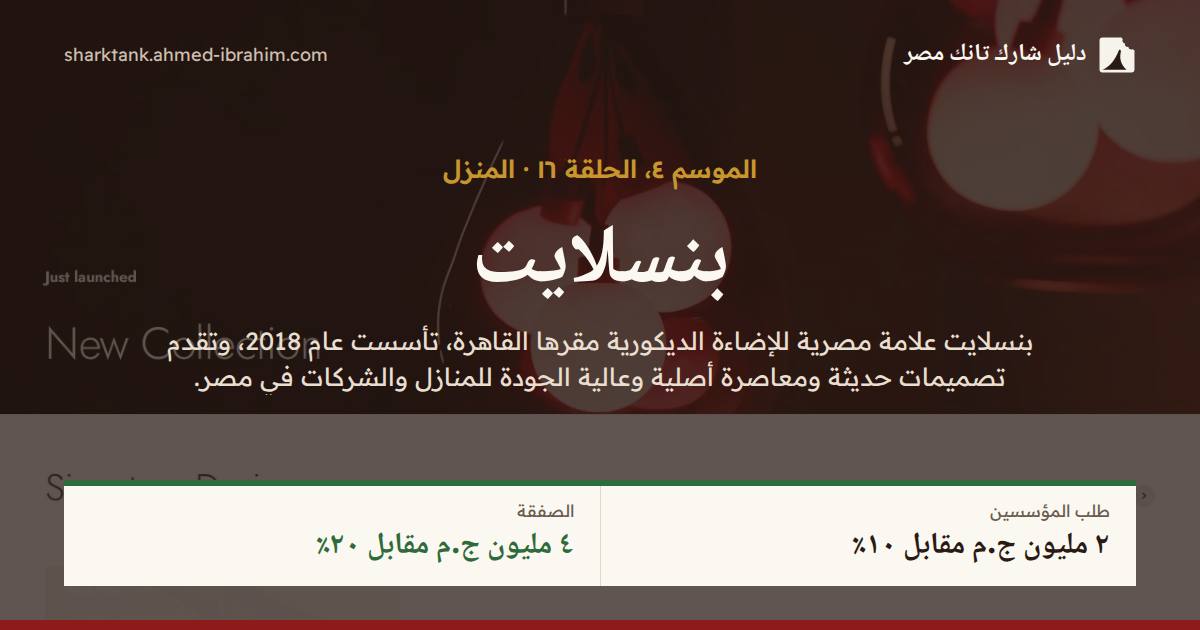 دليل شارك تانك مصر
sharktank.ahmed-ibrahim.com
الموسم ٤، الحلقة ١٦ · المنزل
بنسلايت
Just launched
New Collection
بنسلايت علامة مصرية للإضاءة الديكورية مقرها القاهرة، تأسست عام 2018، وتقدم
تصميمات حديثة ومعاصرة أصلية وعالية الجودة للمنازل والشركات في مصر.
طلب المؤسسين
٢ مليون ج.م مقابل ١٠٪
الصفقة
٤ مليون ج.م مقابل ٢٠٪